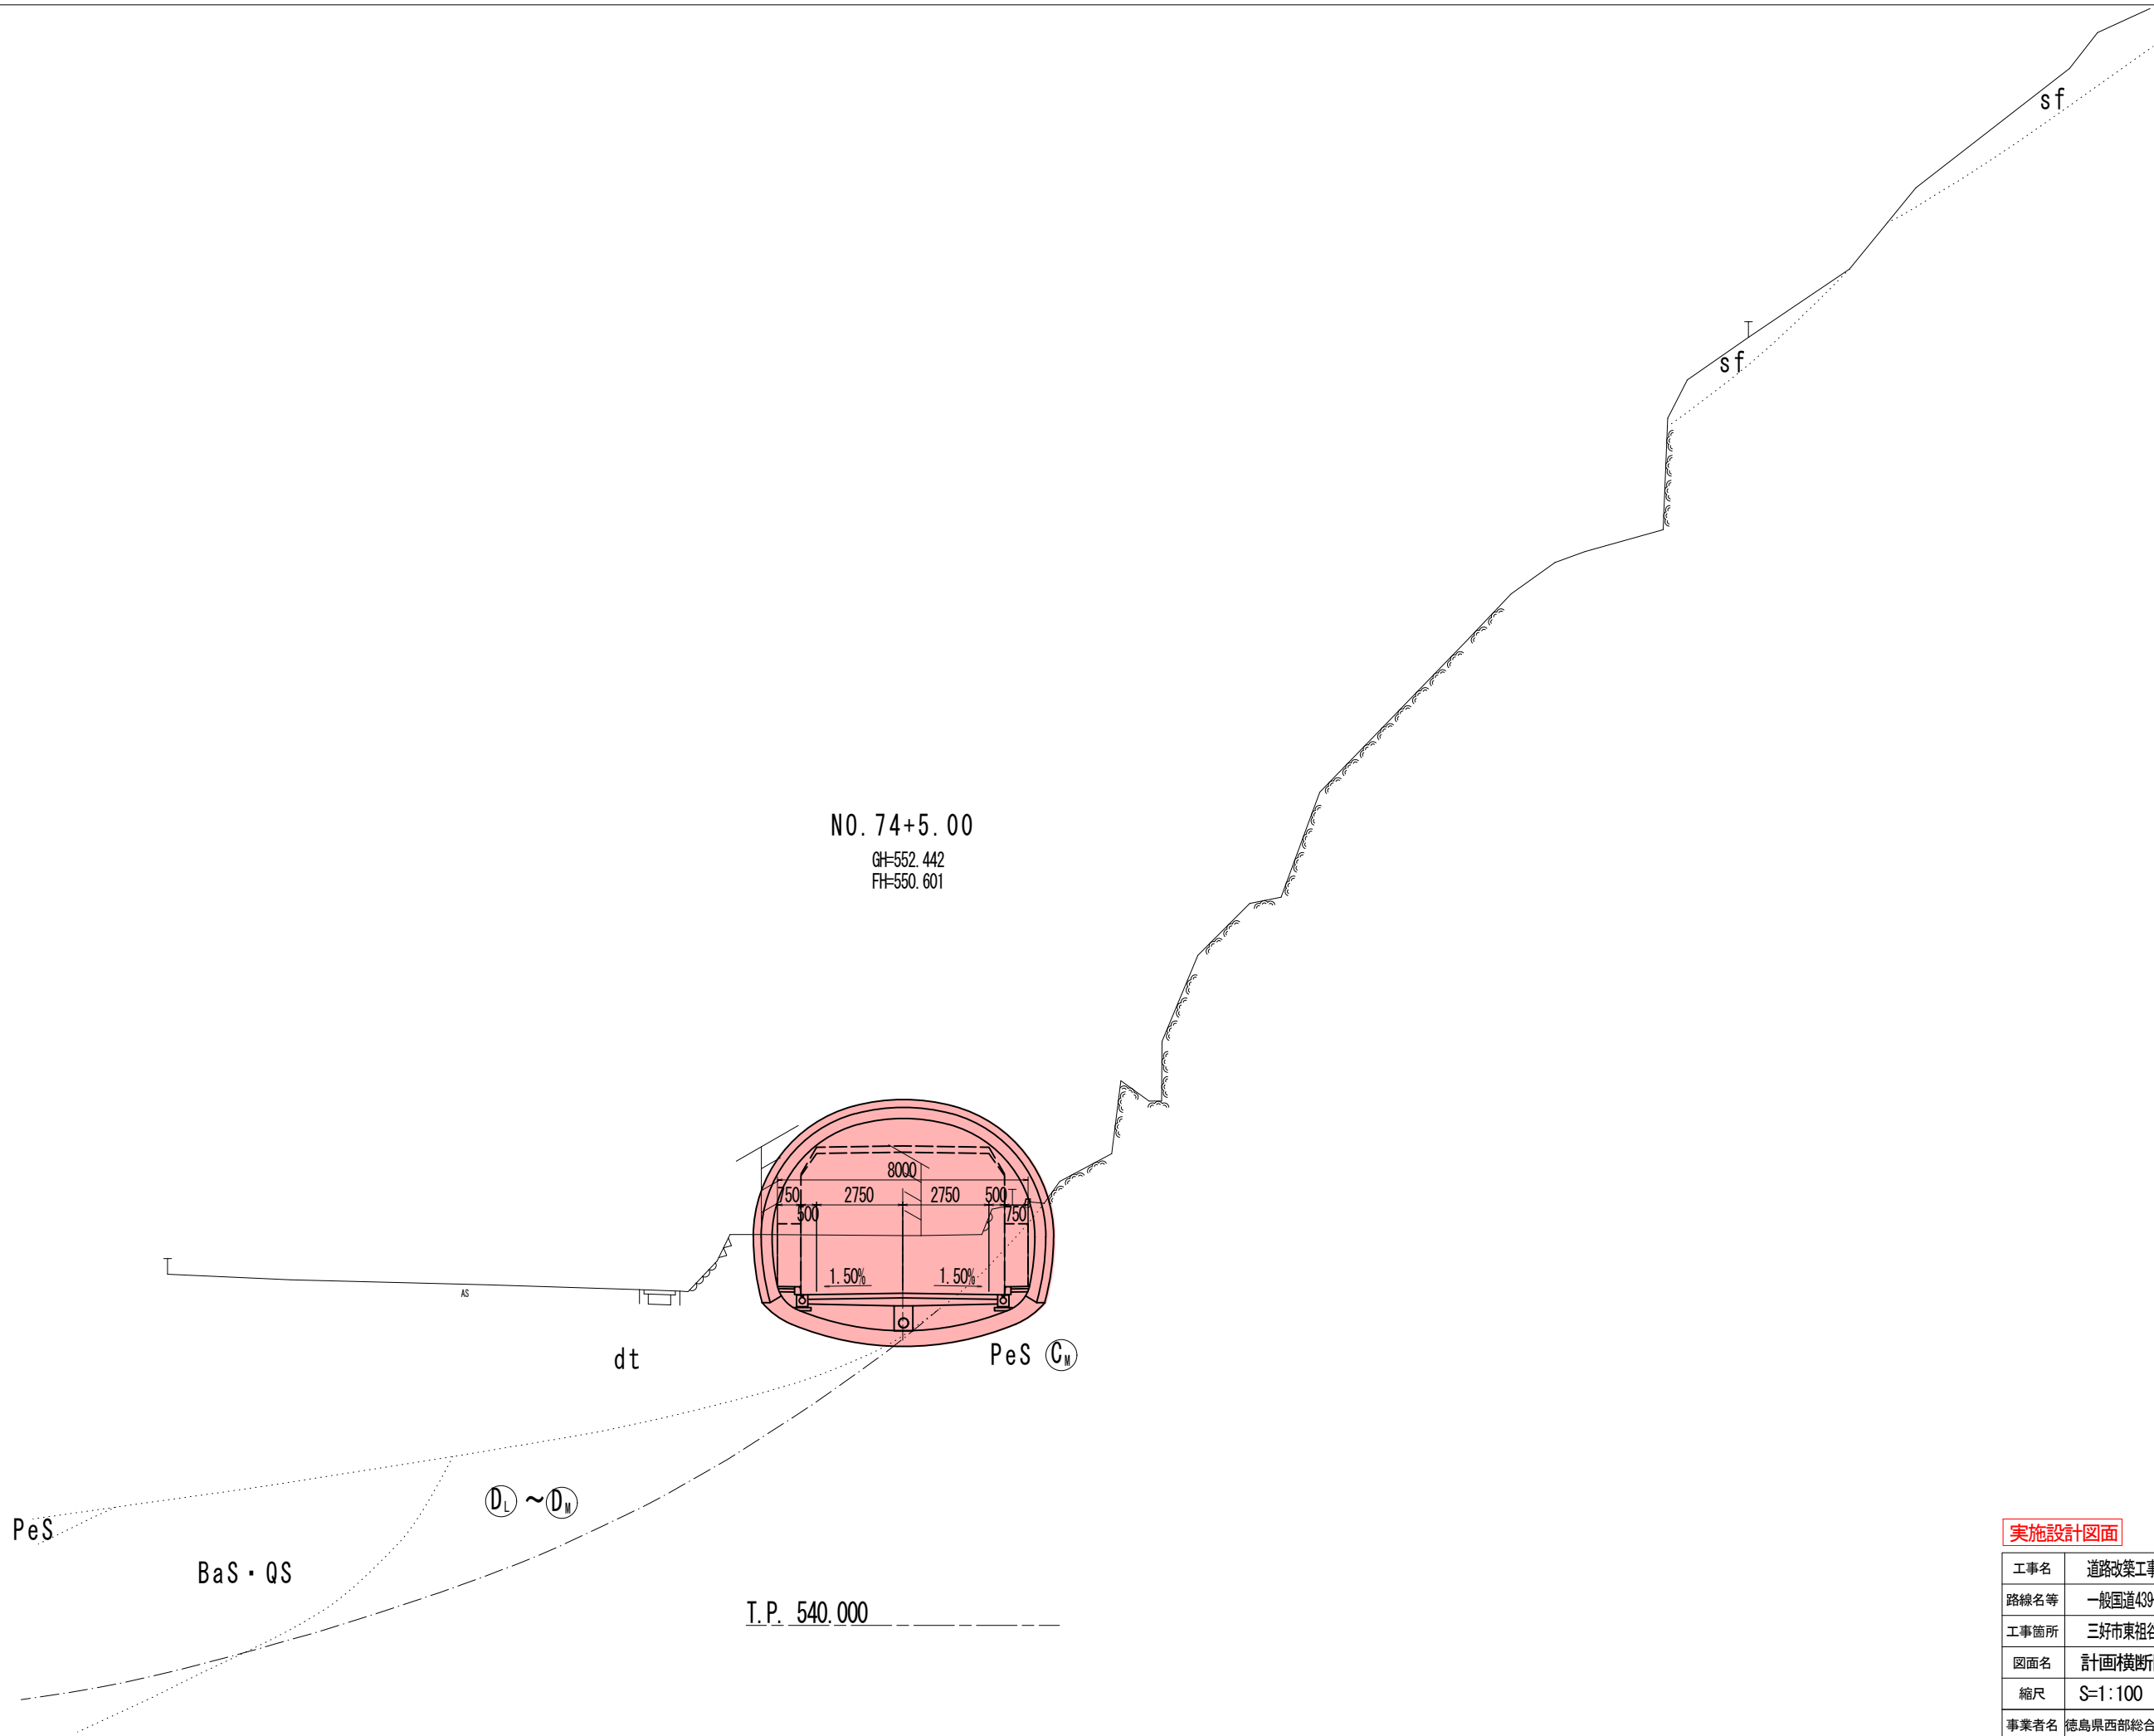 sf
sf
NO. 74+5.00
GH=552.442
FH=550.601
8000
750 2750 2750 500
500 750
1.50% 1.50%
AS
dt
PeS CM
DL ~DM
PeS
BaS・QS
T.P. 540.000
実施設計図面
工事名 道路改築工事
路線名等 一般国道439
工事箇所 三好市東祖谷
図面名 計画横断
縮尺 S=1:100
事業者名 徳島県西部総合